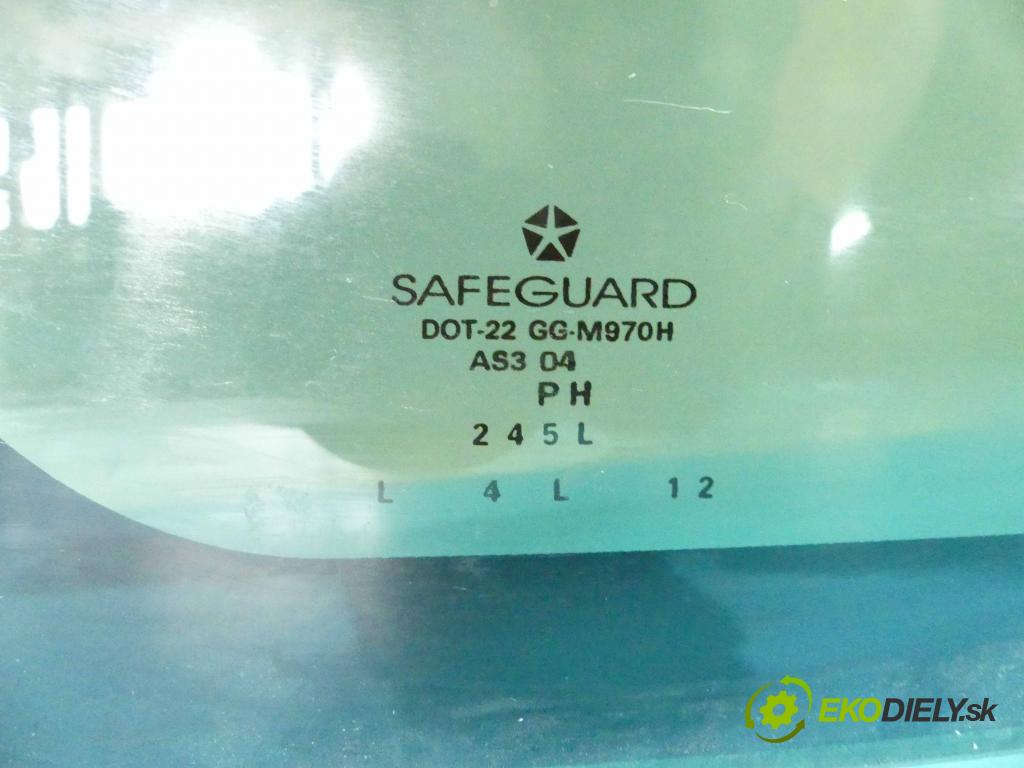 SAFEGUARD
DOT-22 GG-M970H
AS3 04
PH
245L
L 4 L 12
EKODIELY.sk